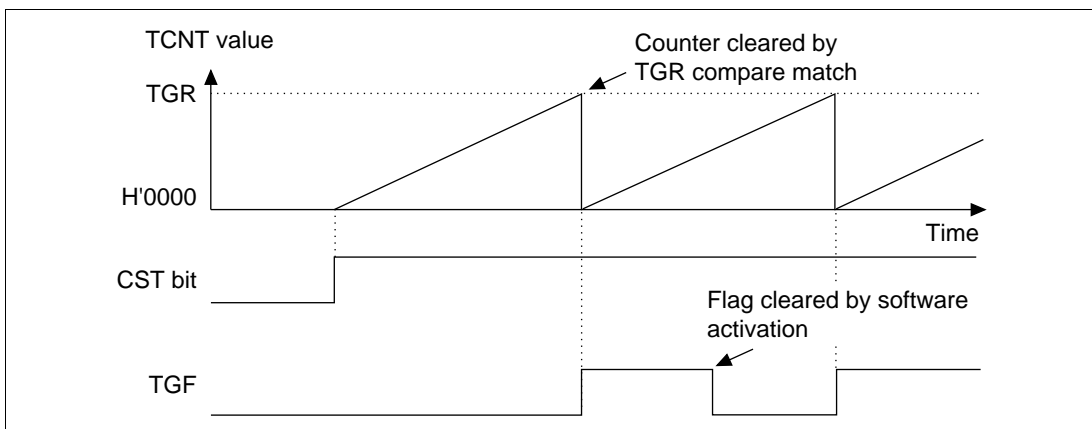 TCNT value
Counter cleared by
TGR compare match
TGR
H'0000
Time
CST bit
Flag cleared by software
activation
TGF